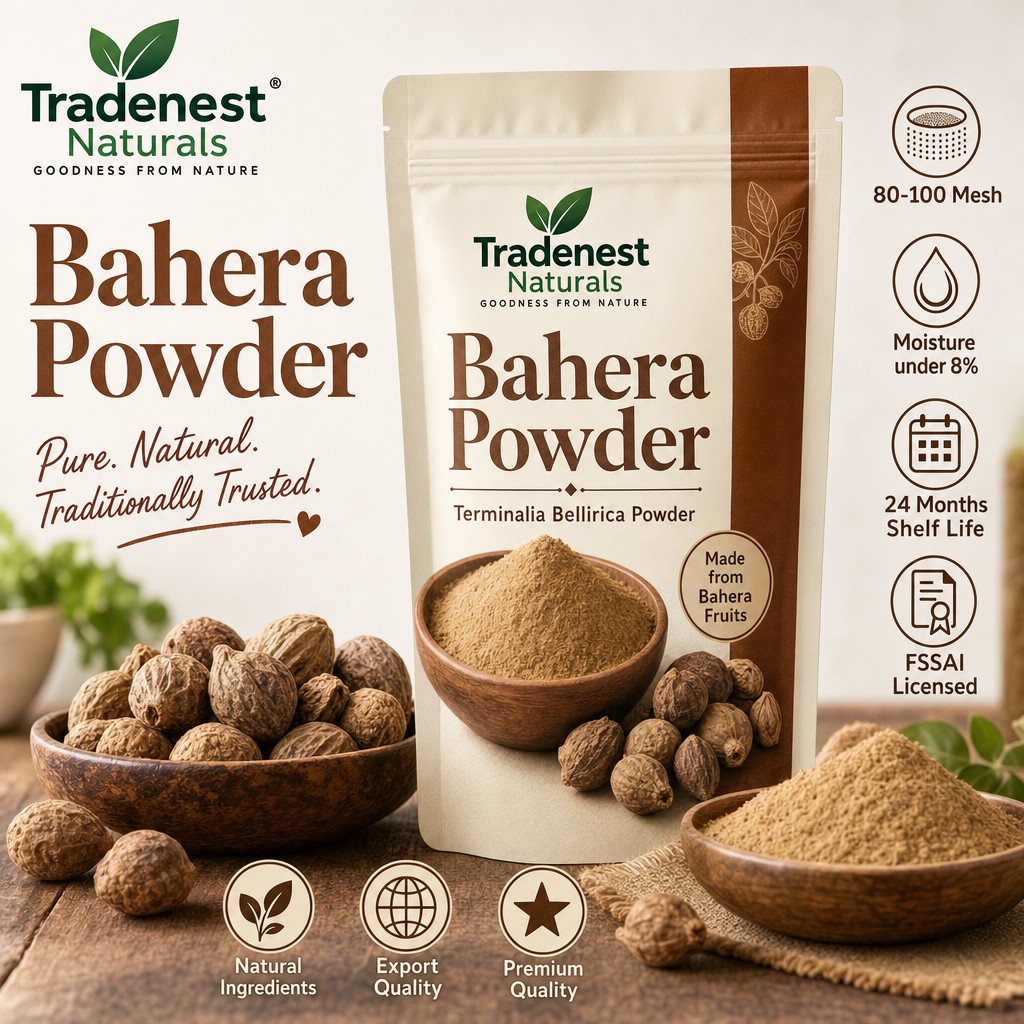 Tradenest®
Naturals
GOODNESS FROM NATURE
Bahera
Powder
Pure. Natural.
Traditionally Trusted.
Tradenest
Naturals
GOODNESS FROM NATURE
Bahera
Powder
Terminalia Bellirica Powder
Made
from
Bahera
Fruits
80-100 Mesh
Moisture
under 8%
24 Months
Shelf Life
FSSAI
Licensed
Natural
Ingredients
Export
Quality
Premium
Quality